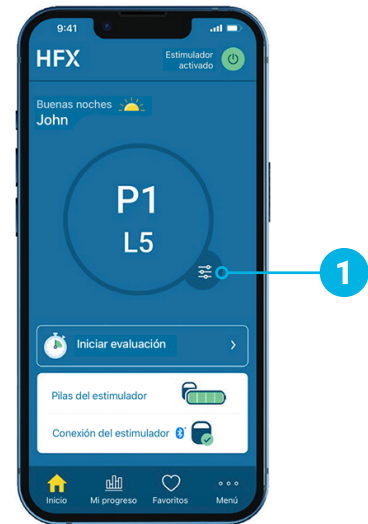 9:41
HFX
Estimulador
activado
Buenas noches
John
P1
L5
1
Iniciar evaluación
Pilas del estimulador
Conexión del estimulador
Inicio
Mi progreso
Favoritos
Menú